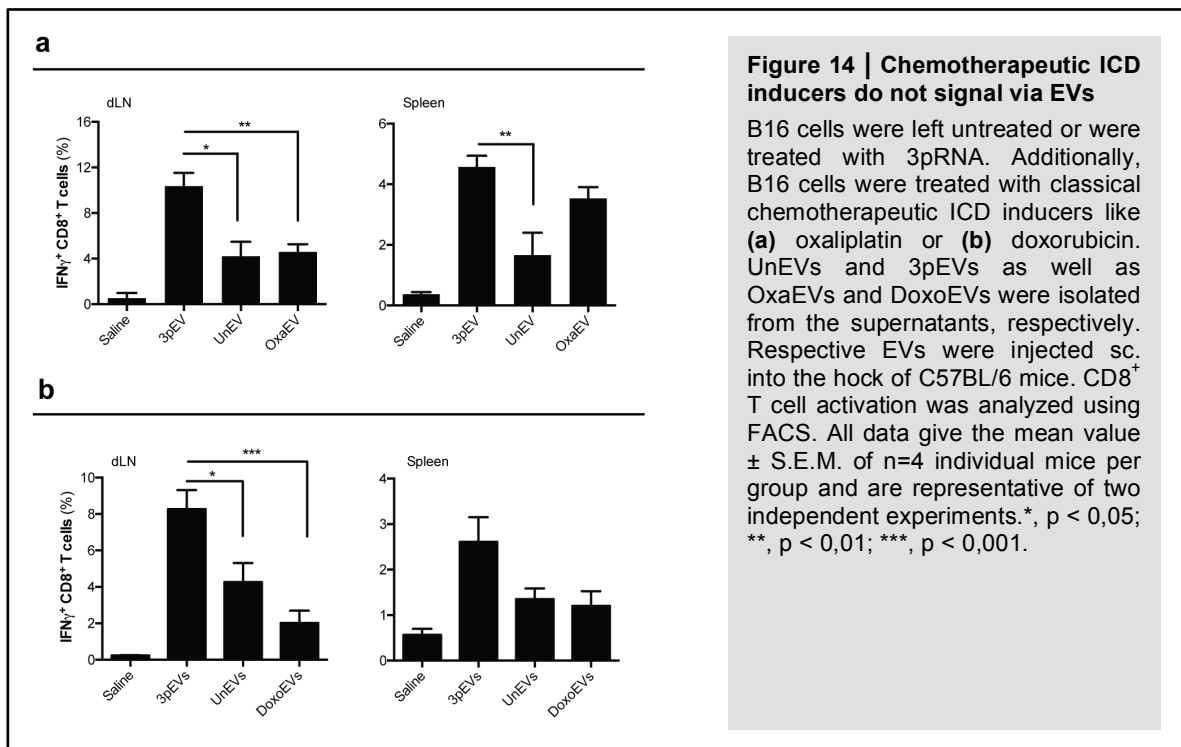 a
dLN
16
12
8
4
0
IFNγ⁺ CD8⁺ T cells (%)
**
*
Saline
3pEV
UnEV
OxaEV
Spleen
6
4
2
0
**
Saline
3pEV
UnEV
OxaEV
b
dLN
10
8
6
4
2
0
IFNγ⁺ CD8⁺ T cells (%)
***
*
Saline
3pEVs
UnEVs
DoxoEVs
Spleen
4
3
2
1
0
Saline
3pEVs
UnEVs
DoxoEVs
Figure 14 | Chemotherapeutic ICD
inducers do not signal via EVs
B16 cells were left untreated or were
treated with 3pRNA. Additionally,
B16 cells were treated with classical
chemotherapeutic ICD inducers like
(a) oxaliplatin or (b) doxorubicin.
UnEVs and 3pEVs as well as
OxaEVs and DoxoEVs were isolated
from the supernatants, respectively.
Respective EVs were injected sc.
into the hock of C57BL/6 mice. CD8⁺
T cell activation was analyzed using
FACS. All data give the mean value
± S.E.M. of n=4 individual mice per
group and are representative of two
independent experiments.*, p < 0,05;
**, p < 0,01; ***, p < 0,001.